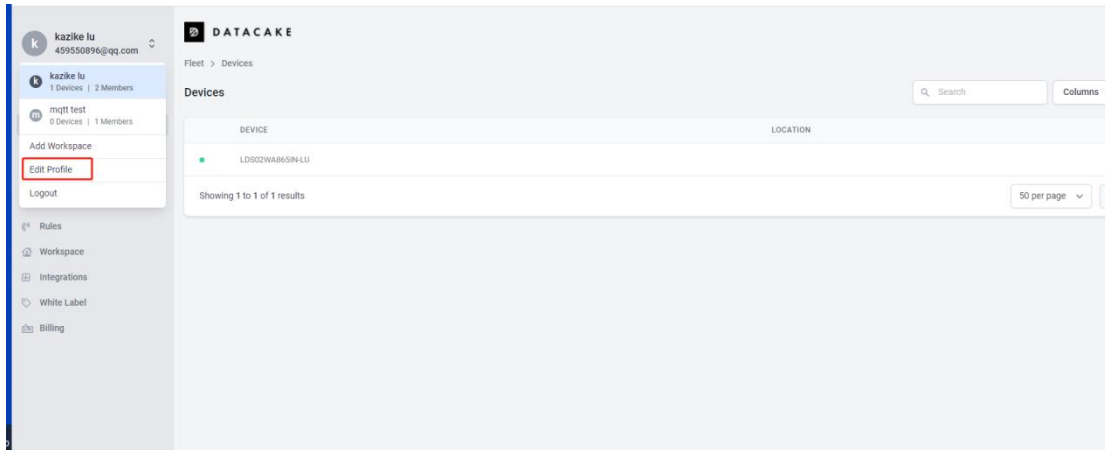 k
kazike lu
459550896@qq.com
k
kazike lu
1 Devices | 2 Members
m
mqtt test
0 Devices | 1 Members
Add Workspace
Edit Profile
Logout
Rules
Workspace
Integrations
White Label
Billing
DATACAKE
Fleet > Devices
Devices
Search
Columns
DEVICE
LOCATION
LDS02WA865IN-LU
Showing 1 to 1 of 1 results
50 per page